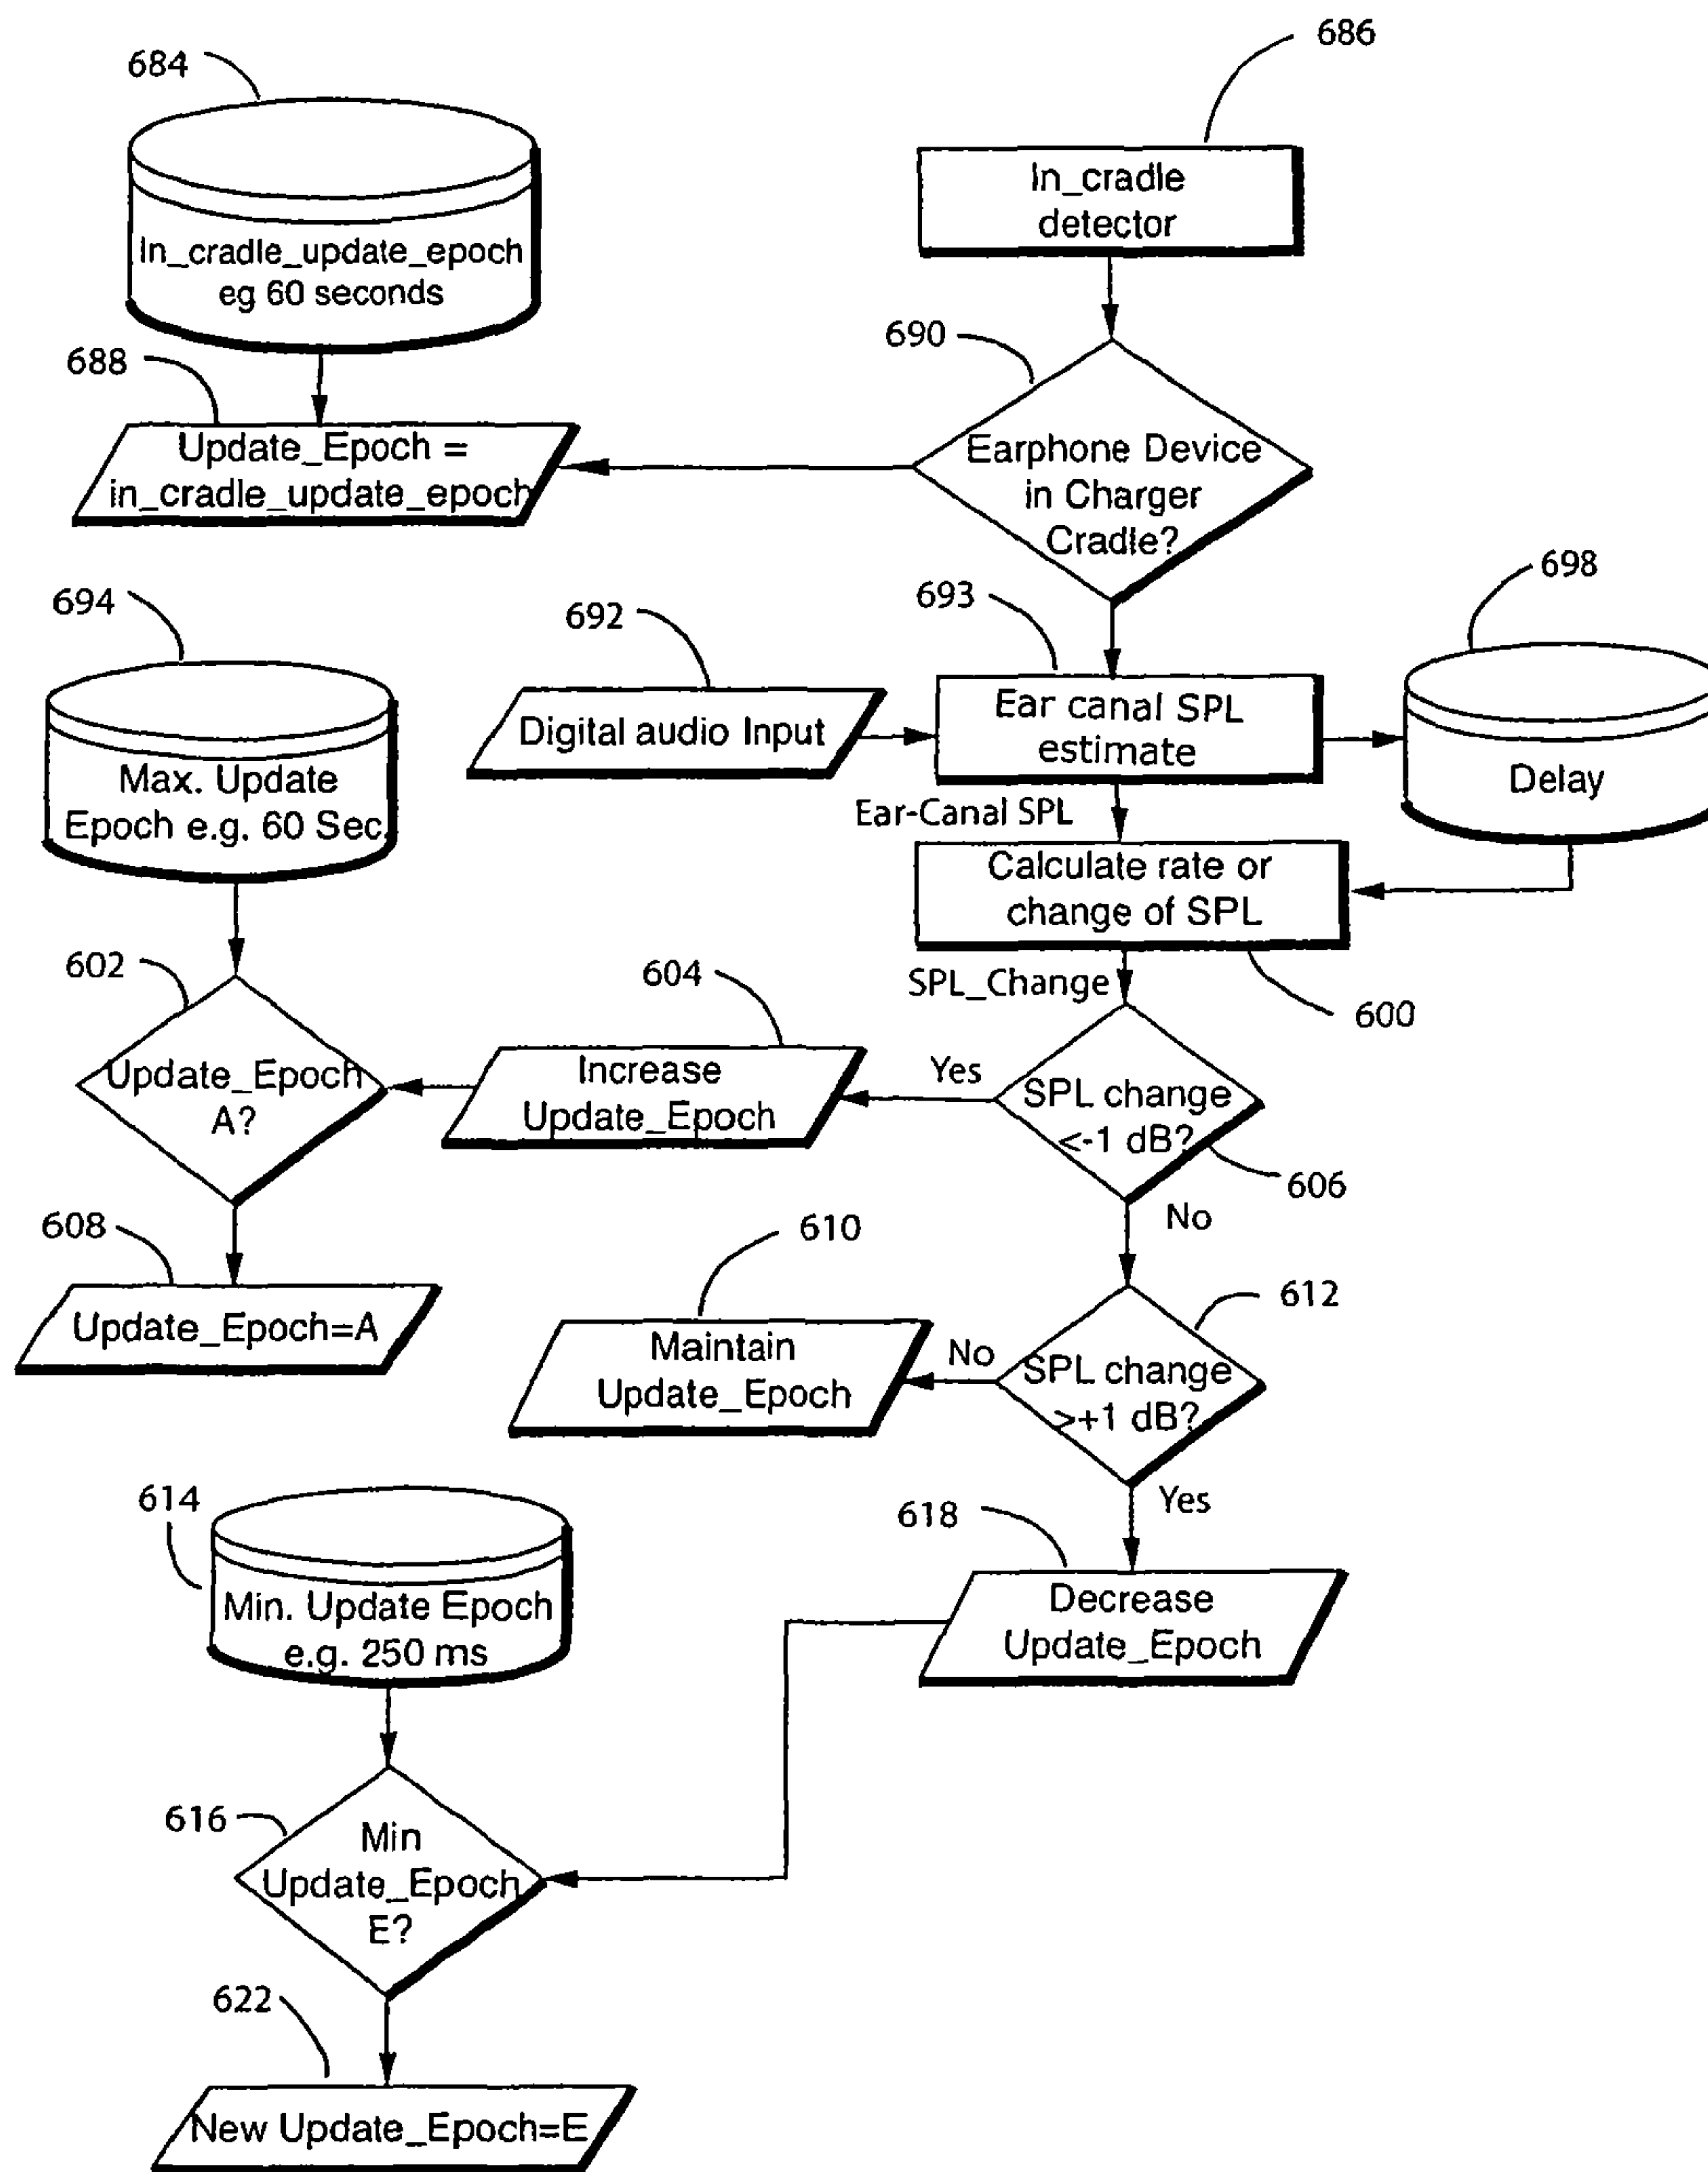 686
684
In_cradle
detector
In_cradle_update_epoch
eg 60 seconds
690
688
Update_Epoch =
in_cradle_update_epoch
Earphone Device
in Charger
Cradle?
698
694
693
692
Ear canal SPL
estimate
Digital audio Input
Max. Update
Epoch e.g. 60 Sec.
Delay
Ear-Canal SPL
Calculate rate or
change of SPL
602
604
SPL_Change
600
Update_Epoch
A?
Increase
Update_Epoch
Yes
SPL change
<-1 dB?
606
No
608
610
612
Update_Epoch=A
Maintain
Update_Epoch
No
SPL change
>+1 dB?
614
Yes
618
Min. Update Epoch
e.g. 250 ms
Decrease
Update_Epoch
616
Min
Update_Epoch
E?
622
New Update_Epoch=E